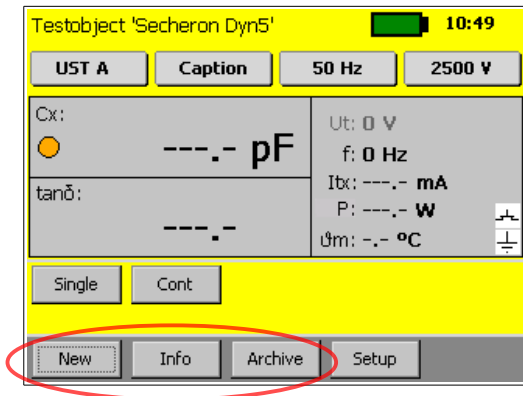 Testobject 'Secheron Dyn5' 10:49
UST A Caption 50 Hz 2500 V
Cx:
---.- pF
tanδ:
---.-
Ut: 0 V
f: 0 Hz
Itx: ---.- mA
P: ---.- W
ϑm: -.- ºC
Single Cont
New Info Archive Setup